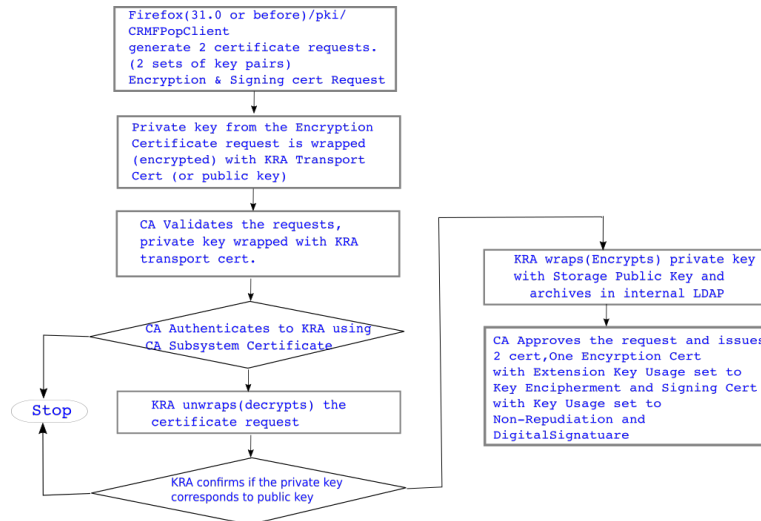 Firefox(31.0 or before)/pki/
CRMFPopClient
generate 2 certificate requests.
(2 sets of key pairs)
Encryption & Signing cert Request
Private key from the Encryption
Certificate request is wrapped
(encrypted) with KRA Transport
Cert (or public key)
CA Validates the requests,
private key wrapped with KRA
transport cert.
CA Authenticates to KRA using
CA Subsystem Certificate
Stop
KRA unwraps(decrypts) the
certificate request
KRA confirms if the private key
corresponds to public key
KRA wraps(Encrypts) private key
with Storage Public Key and
archives in internal LDAP
CA Approves the request and issues
2 cert,One Encyrption Cert
with Extension Key Usage set to
Key Encipherment and Signing Cert
with Key Usage set to
Non-Repudiation and
DigitalSignatuare